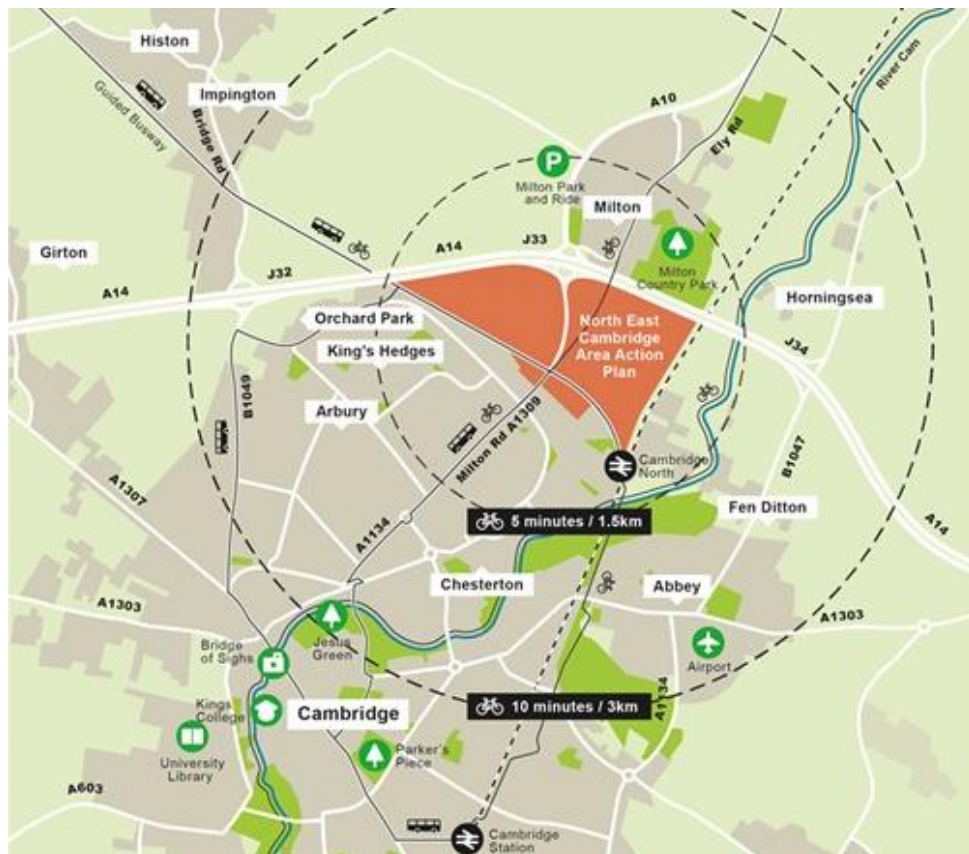 Histon
Impington
Guided Busway
Bridge Rd
A10
Ely Rd
River Cam
P
Milton Park
and Ride
Milton
Girton
A14
J33
J32
A14
Milton
Country Park
Horningsea
Orchard Park
North East
Cambridge
Area Action
Plan
King's Hedges
J34
Arbury
B1049
Milton Rd A1309
Cambridge
North
B1047
A1307
Fen Ditton
5 minutes / 1.5km
A14
A1134
Chesterton
Abbey
A1303
A1303
Jesus
Green
Bridge
of Sighs
Airport
Kings
College
Cambridge
10 minutes / 3km
A1134
University
Library
Parker's
Piece
A603
Cambridge
Station